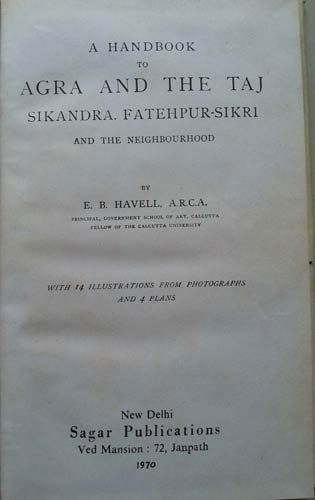 A HANDBOOK
TO
AGRA AND THE TAJ
SIKANDRA, FATEHPUR-SIKRI
AND THE NEIGHBOURHOOD
BY
E. B. HAVELL, A.R.C.A.
PRINCIPAL, GOVERNMENT SCHOOL OF ART, CALCUTTA
FELLOW OF THE CALCUTTA UNIVERSITY
WITH 14 ILLUSTRATIONS FROM PHOTOGRAPHS
AND 4 PLANS
New Delhi
Sagar Publications
Ved Mansion : 72, Janpath
1970